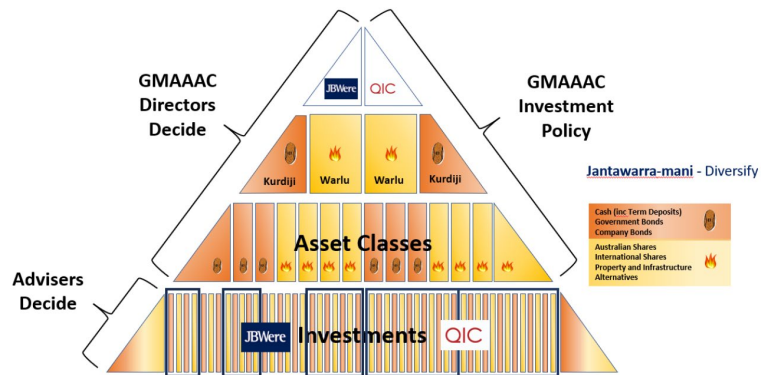 GMAAAC
Directors
Decide
JBWere
QIC
GMAAAC
Investment
Policy
Kurdiji
Warlu
Warlu
Kurdiji
Jantawarra-mani - Diversify
Cash (inc Term Deposits)
Government Bonds
Company Bonds
Australian Shares
International Shares
Property and Infrastructure
Alternatives
Asset Classes
Advisers
Decide
JBWere Investments QIC